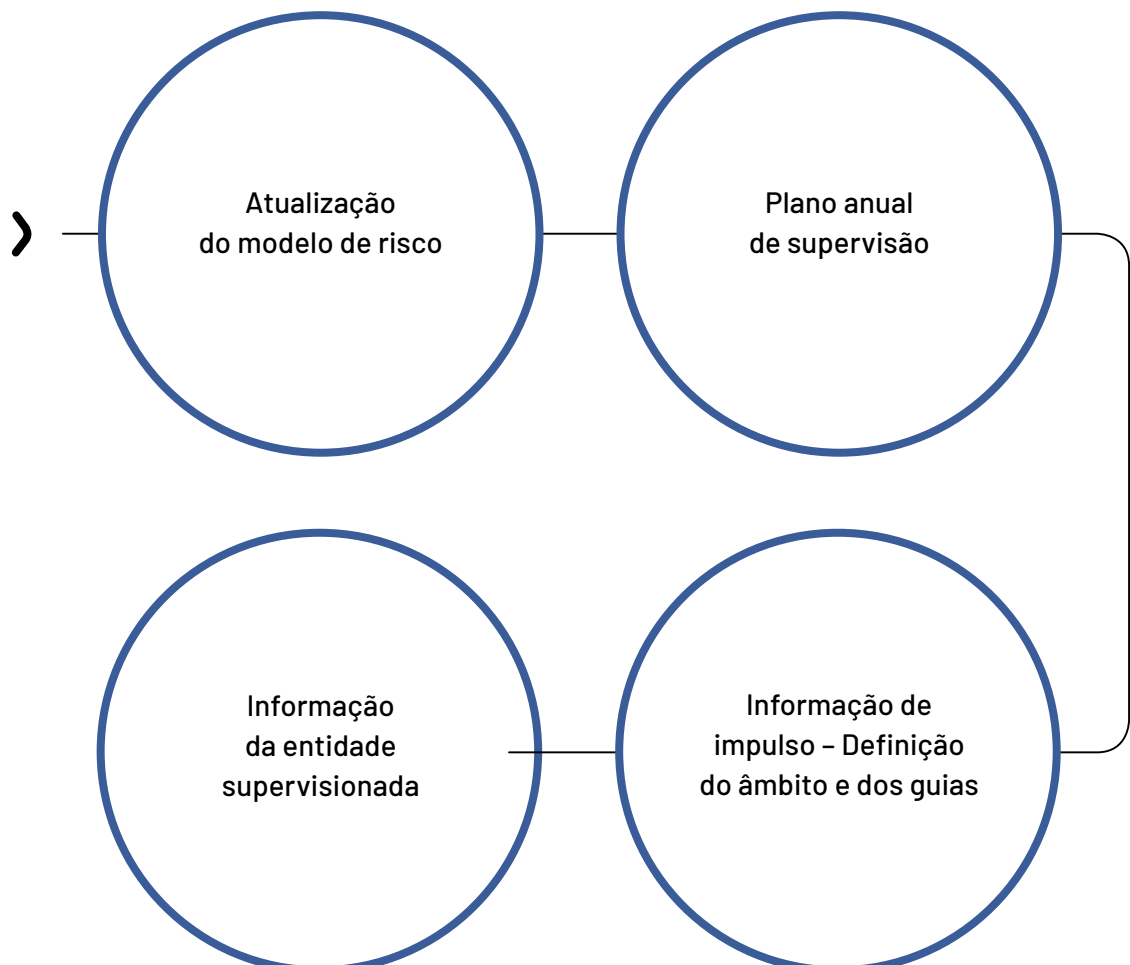 Atualização
do modelo de risco
Plano anual
de supervisão
Informação de
impulso – Definição
do âmbito e dos guias
Informação
da entidade
supervisionada